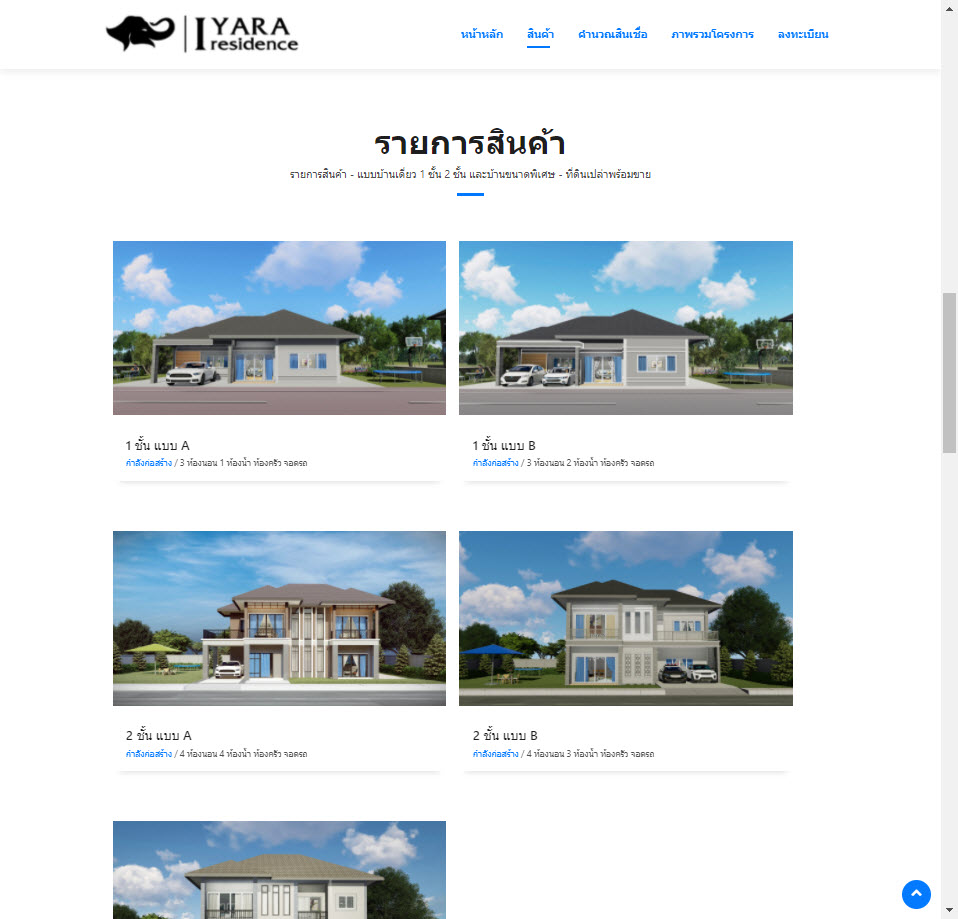 IYARA
residence
หน้าหลัก สินค้า คำนวณสินเชื่อ ภาพรวมโครงการ ลงทะเบียน
รายการสินค้า
รายการสินค้า - แบบบ้านเดี่ยว 1 ชั้น 2 ชั้น และบ้านขนาดพิเศษ - ที่ดินเปล่าพร้อมขาย
1 ชั้น แบบ A
กำลังก่อสร้าง / 3 ห้องนอน 1 ห้องน้ำ ห้องครัว จอดรถ
1 ชั้น แบบ B
กำลังก่อสร้าง / 3 ห้องนอน 2 ห้องน้ำ ห้องครัว จอดรถ
2 ชั้น แบบ A
กำลังก่อสร้าง / 4 ห้องนอน 4 ห้องน้ำ ห้องครัว จอดรถ
2 ชั้น แบบ B
กำลังก่อสร้าง / 4 ห้องนอน 3 ห้องน้ำ ห้องครัว จอดรถ